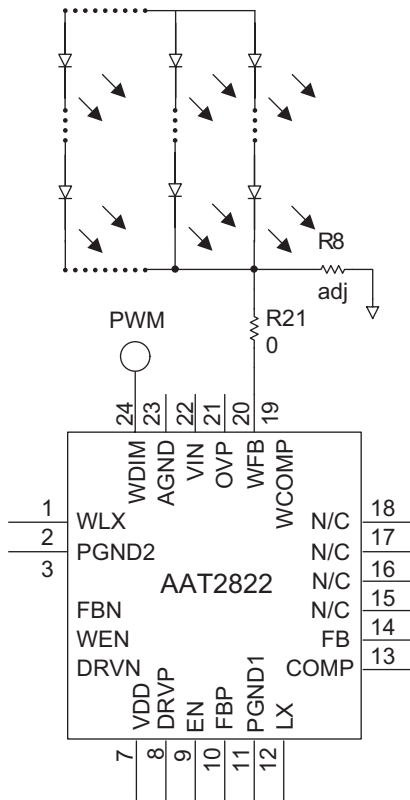 R8
adj
R21
0
PWM
24
23
22
21
20
19
WDIM
AGND
VIN
OVP
WFB
WCOMP
1
WLX
2
PGND2
3
FBN
WEN
DRVN
AAT2822
N/C
18
N/C
17
N/C
16
N/C
15
FB
14
COMP
13
VDD
DRVP
EN
FBP
PGND1
LX
7
8
9
10
11
12